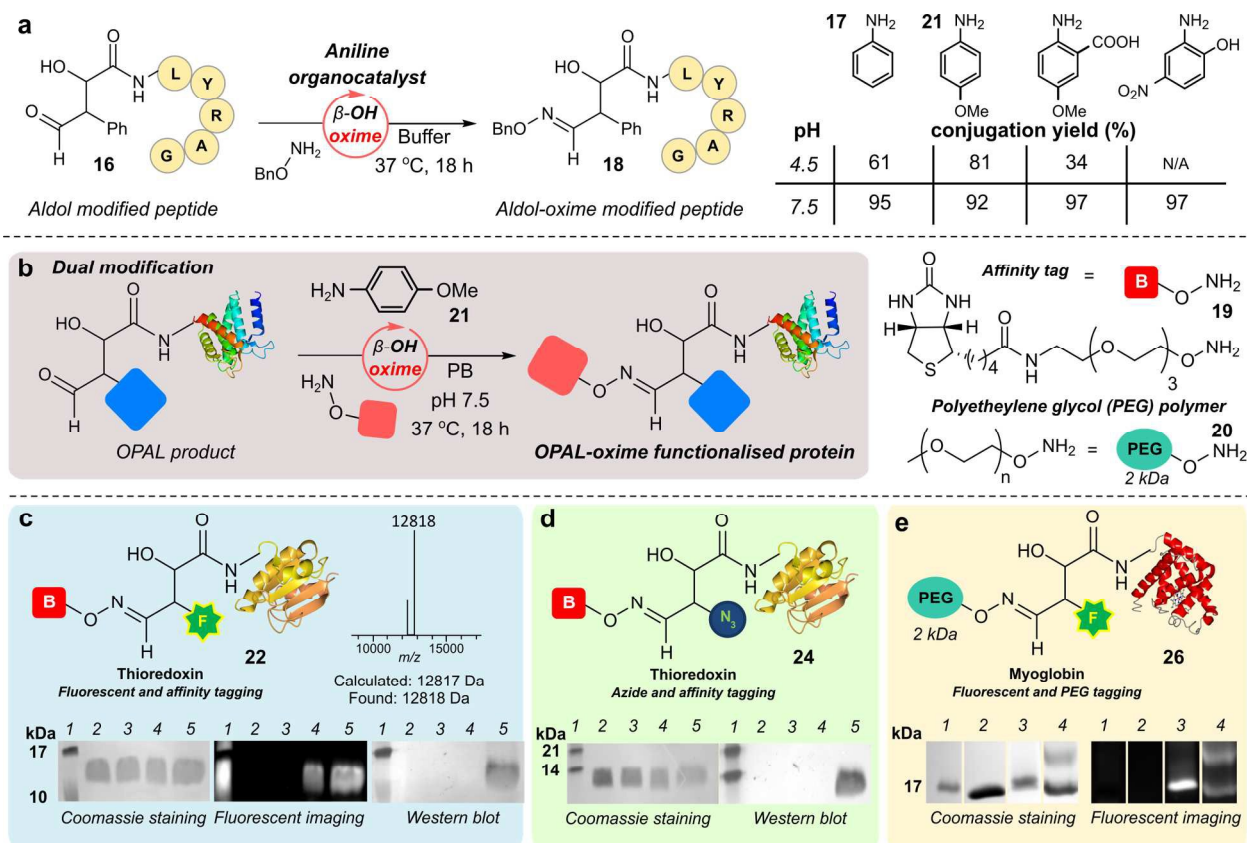 a
O
HO
N
H
L
Y
R
A
G
O
H
Ph
16
Aldol modified peptide
Aniline
organocatalyst
β-OH
oxime
Buffer
NH2
BnO
37 °C, 18 h
O
HO
N
H
L
Y
R
A
G
N
BnO
H
Ph
18
Aldol-oxime modified peptide
17 NH2
21 NH2
OMe
NH2
COOH
OMe
NH2
OH
O2N
pH conjugation yield (%)
4.5 61 81 34 N/A
7.5 95 92 97 97
b Dual modification
O
HO
N
H
O
H
OPAL product
H2N
OMe
21
β-OH
oxime
PB
H2N
O
pH 7.5
37 °C, 18 h
O
HO
N
H
O
N
H
OPAL-oxime functionalised protein
Affinity tag = B O NH2
19
O
HN NH
H H
S
4
O
N
H
O
3
O NH2
Polyetheylene glycol (PEG) polymer
20
O
n
O NH2 = PEG O NH2
2 kDa
c
O
HO
N
H
B
O
N
H
F
22
12818
10000 15000
m/z
Calculated: 12817 Da
Found: 12818 Da
Thioredoxin
Fluorescent and affinity tagging
kDa 1 2 3 4 5 1 2 3 4 5 1 2 3 4 5
17
10
Coomassie staining Fluorescent imaging Western blot
d
O
HO
N
H
B
O
N
H
N3
24
Thioredoxin
Azide and affinity tagging
kDa 1 2 3 4 5 1 2 3 4 5
21
14
Coomassie staining Western blot
e
O
HO
N
H
PEG
2 kDa
O
N
H
F
26
Myoglobin
Fluorescent and PEG tagging
kDa 1 2 3 4 1 2 3 4
17
Coomassie staining Fluorescent imaging